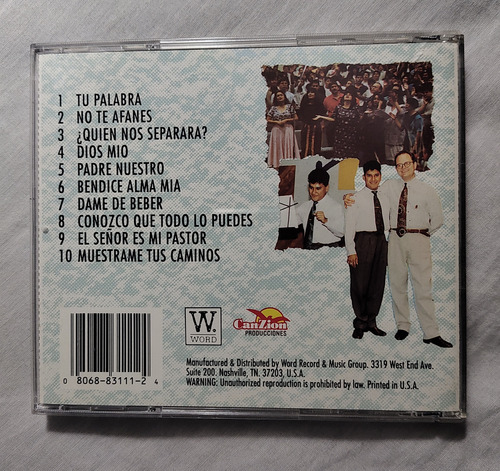 1 TU PALABRA
2 NO TE AFANES
3 ¿QUIEN NOS SEPARARA?
4 DIOS MIO
5 PADRE NUESTRO
6 BENDICE ALMA MIA
7 DAME DE BEBER
8 CONOZCO QUE TODO LO PUEDES
9 EL SEÑOR ES MI PASTOR
10 MUESTRAME TUS CAMINOS
W.
WORD
CanZion
PRODUCCIONES
0 8068-83111-2 4
Manufactured & Distributed by Word Record & Music Group. 3319 West End Ave.
Suite 200. Nashville, TN. 37203, U.S.A.
WARNING: Unauthorized reproduction is prohibited by law. Printed in U.S.A.